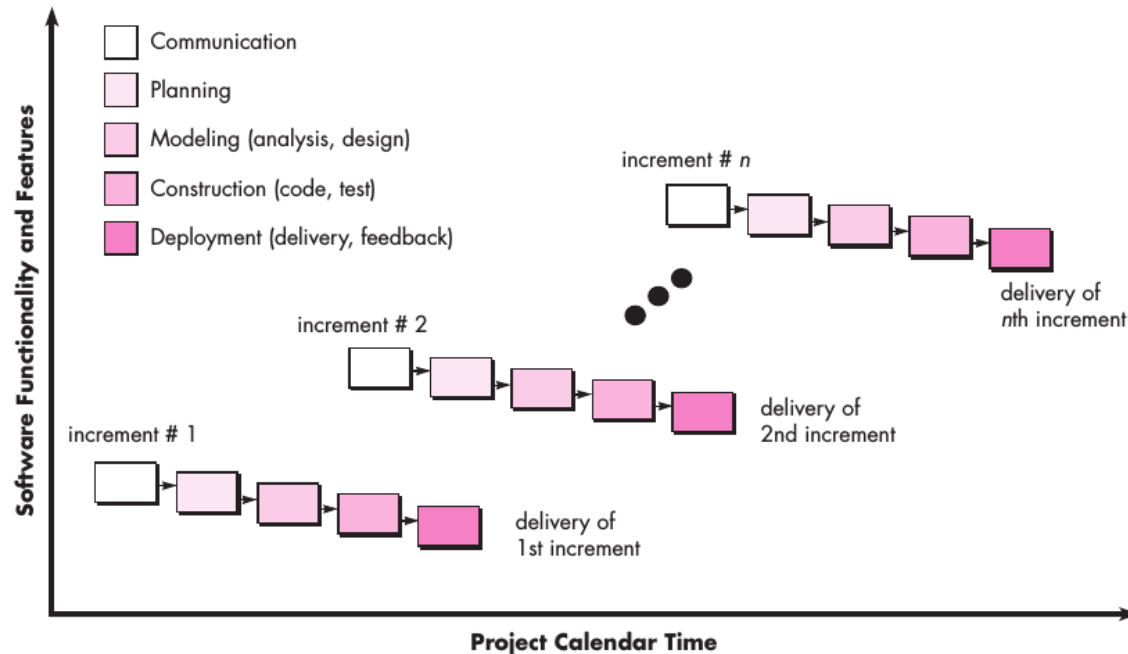 Software Functionality and Features
Communication
Planning
Modeling (analysis, design)
Construction (code, test)
Deployment (delivery, feedback)
increment # n
delivery of
nth increment
increment # 2
delivery of
2nd increment
increment # 1
delivery of
1st increment
Project Calendar Time